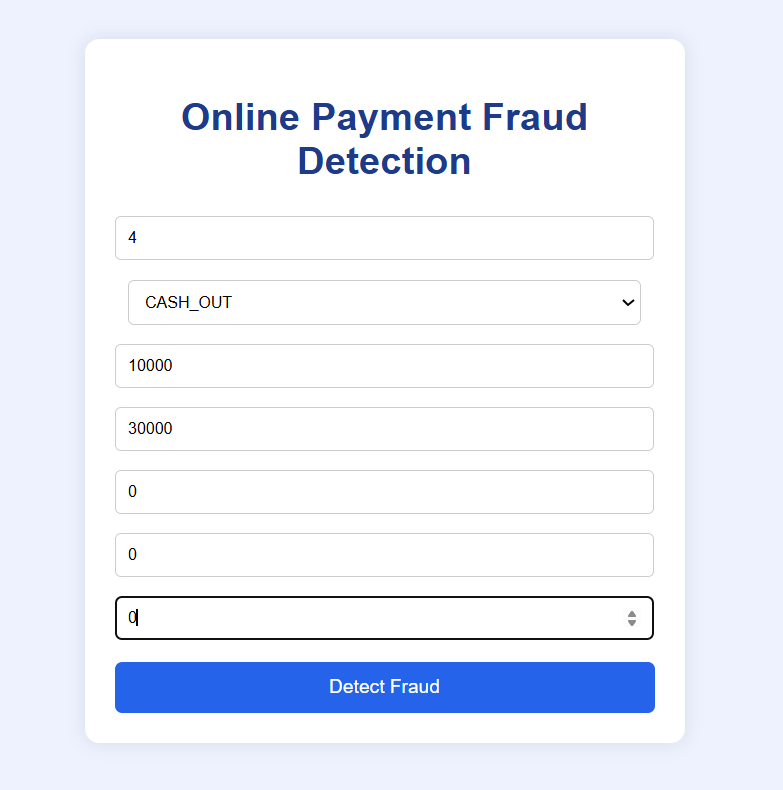 Online Payment Fraud
Detection
4
CASH_OUT
10000
30000
0
0
0
Detect Fraud